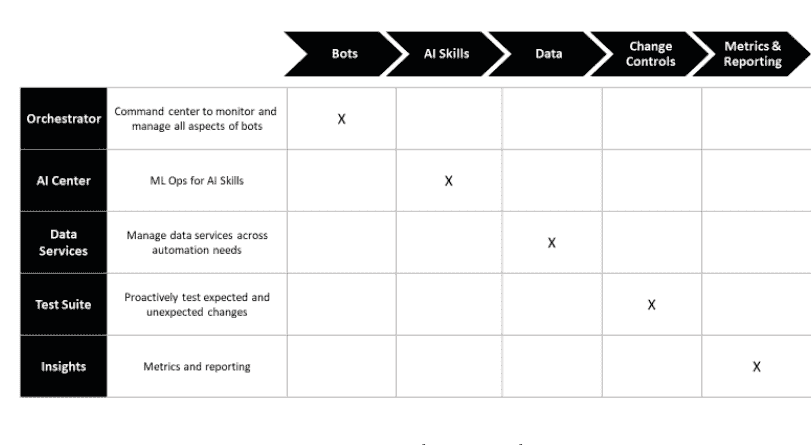 Bots
AI Skills
Data
Change
Controls
Metrics &
Reporting
Orchestrator
Command center to monitor and
manage all aspects of bots
X
AI Center
ML Ops for AI Skills
X
Data
Services
Manage data services across
automation needs
X
Test Suite
Proactively test expected and
unexpected changes
X
Insights
Metrics and reporting
X